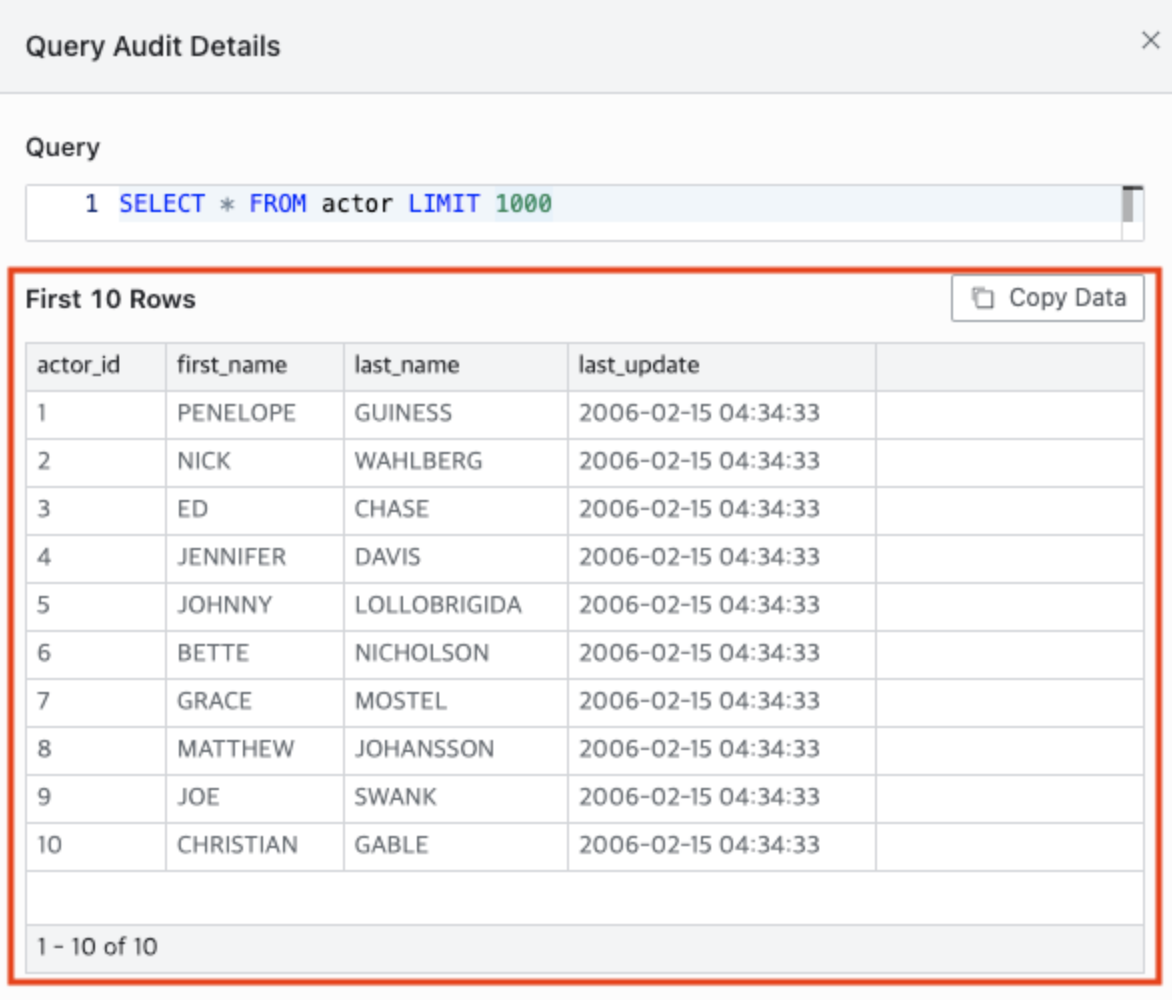 Query Audit Details
Query
1 SELECT * FROM actor LIMIT 1000
First 10 Rows
Copy Data
actor_id first_name last_name last_update
1 PENELOPE GUINESS 2006-02-15 04:34:33
2 NICK WAHLBERG 2006-02-15 04:34:33
3 ED CHASE 2006-02-15 04:34:33
4 JENNIFER DAVIS 2006-02-15 04:34:33
5 JOHNNY LOLLOBRIGIDA 2006-02-15 04:34:33
6 BETTE NICHOLSON 2006-02-15 04:34:33
7 GRACE MOSTEL 2006-02-15 04:34:33
8 MATTHEW JOHANSSON 2006-02-15 04:34:33
9 JOE SWANK 2006-02-15 04:34:33
10 CHRISTIAN GABLE 2006-02-15 04:34:33
1 - 10 of 10